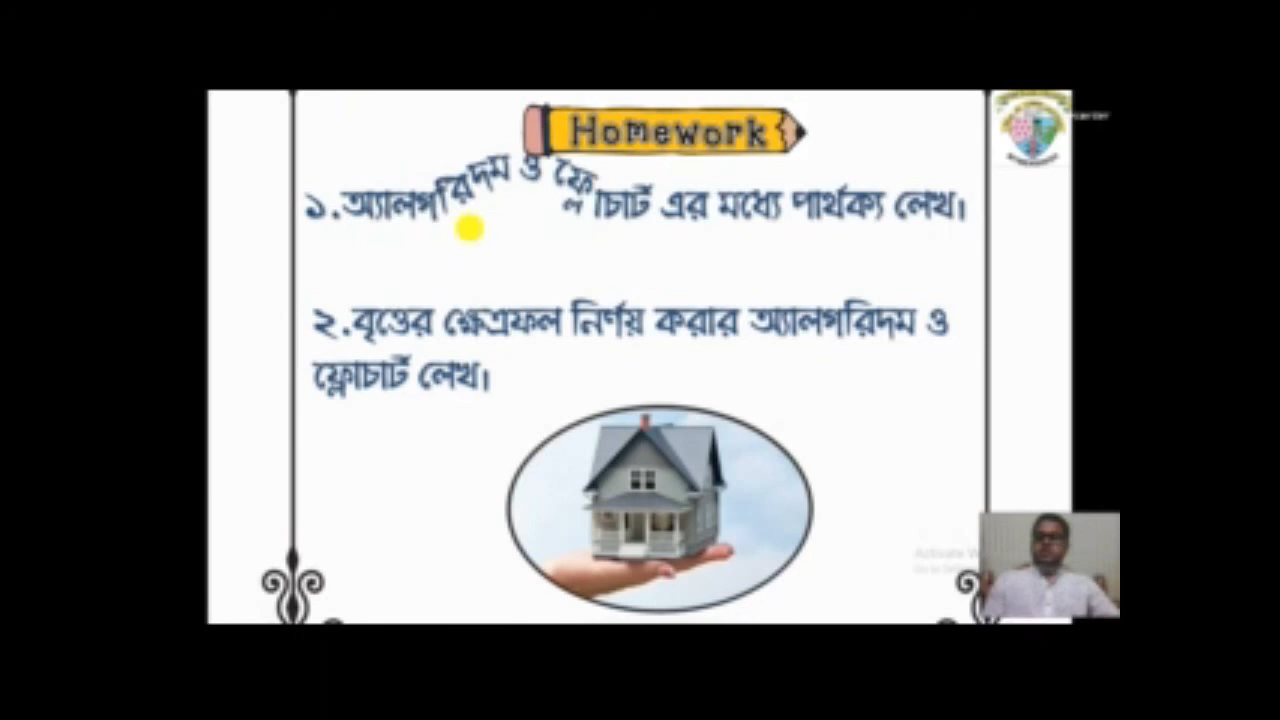 Homework
১.অ্যালগরিদম ও ফ্লোচার্ট এর মধ্যে পার্থক্য লেখ।
২.বৃত্তের ক্ষেত্রফল নির্ণয় করার অ্যালগরিদম ও
ফ্লোচার্ট লেখ।